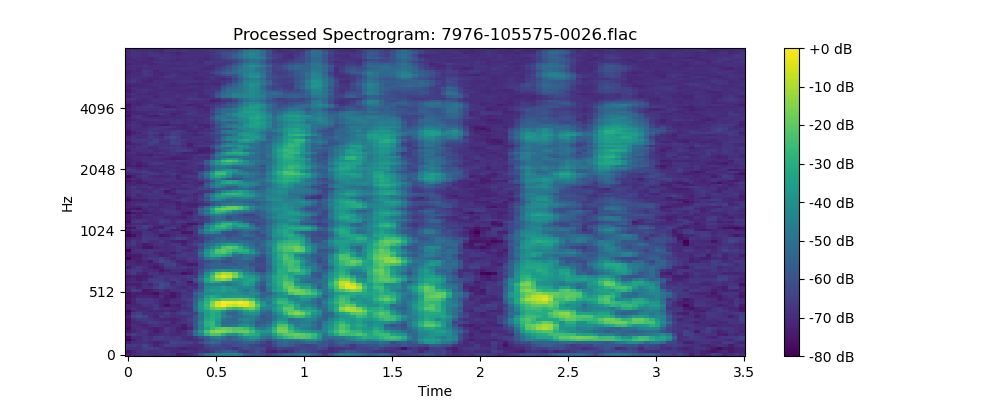 Processed Spectrogram: 7976-105575-0026.flac
Hz
4096
2048
1024
512
0
0
0.5
1
1.5
2
2.5
3
3.5
Time
+0 dB
-10 dB
-20 dB
-30 dB
-40 dB
-50 dB
-60 dB
-70 dB
-80 dB